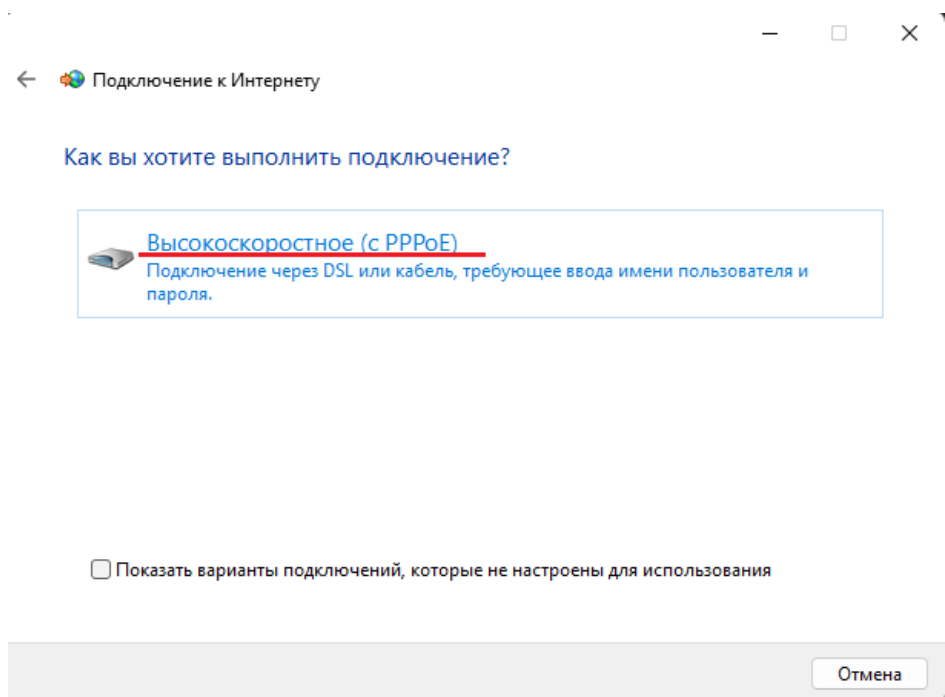 Подключение к Интернету
Как вы хотите выполнить подключение?
Высокоскоростное (с PPPoE)
Подключение через DSL или кабель, требующее ввода имени пользователя и
пароля.
Показать варианты подключений, которые не настроены для использования
Отмена